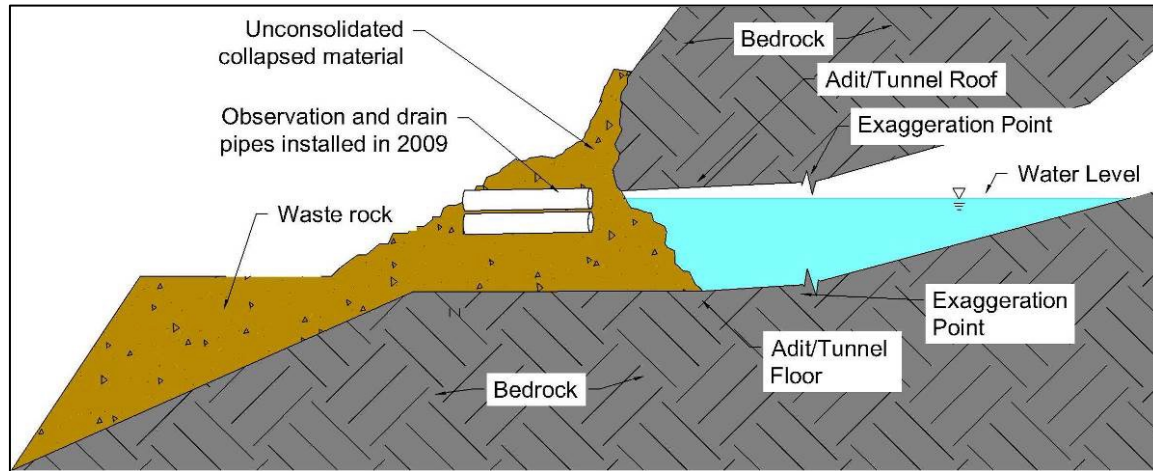 Unconsolidated
collapsed material
Bedrock
Adit/Tunnel Roof
Observation and drain
pipes installed in 2009
Exaggeration Point
Water Level
Waste rock
Exaggeration
Point
Adit/Tunnel
Floor
Bedrock